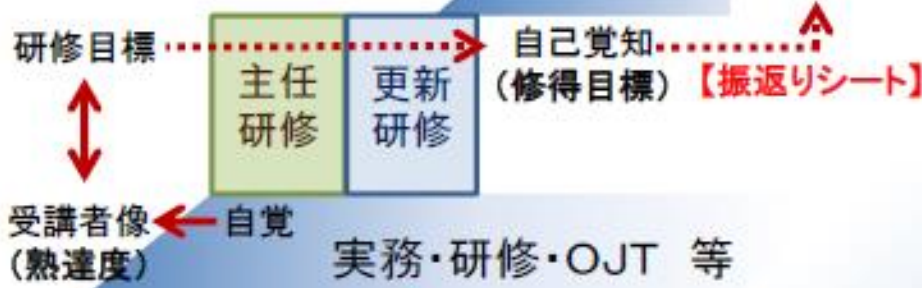 研修目標
主任
研修
更新
研修
自己覚知
(修得目標)
【振返りシート】
受講者像
(熟達度)
自覚
実務・研修・OJT 等